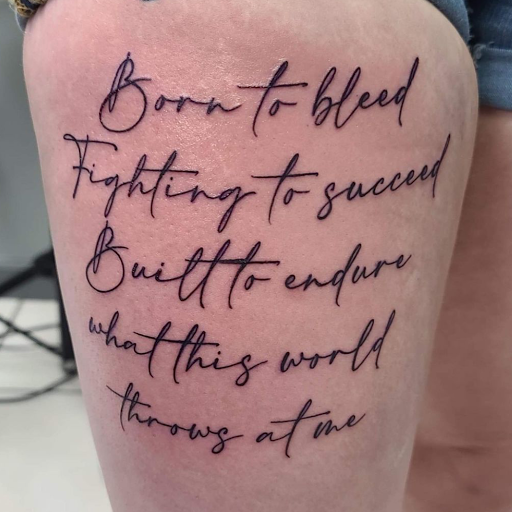 Born to bleed
Fighting to succeed
Built to endure
what this world
throws at me